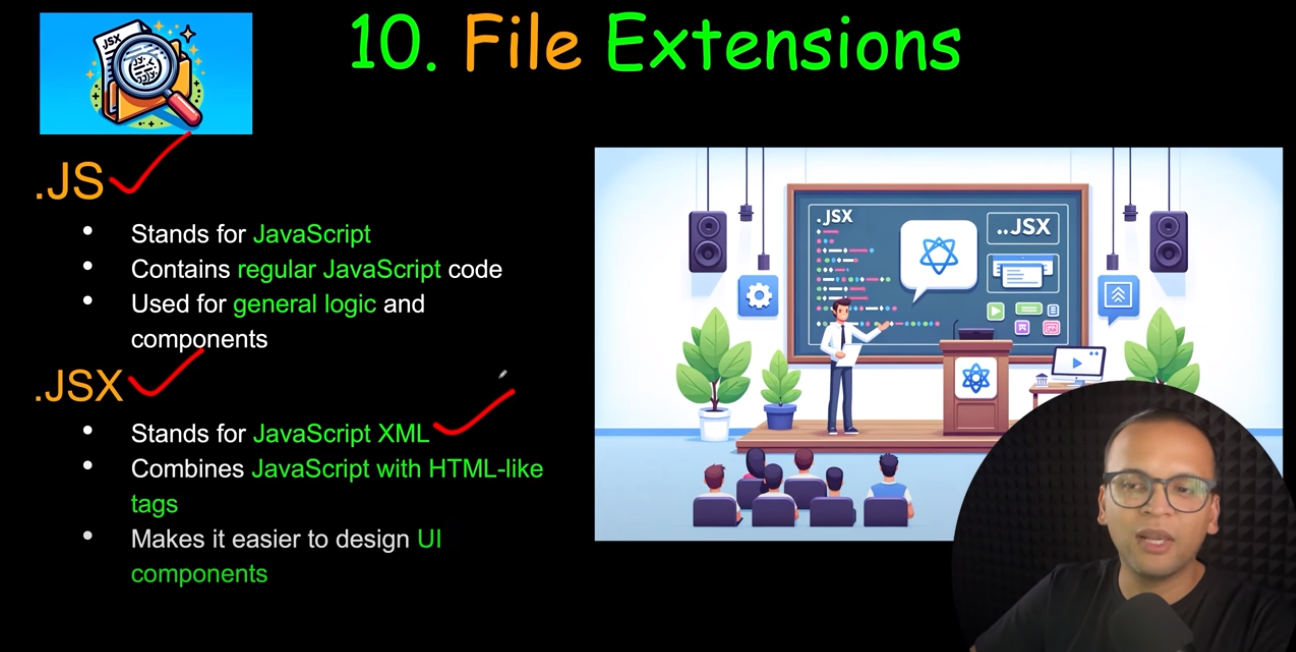 JSX
10. File Extensions
.JS
Stands for JavaScript
Contains regular JavaScript code
Used for general logic and
components
.JSX
Stands for JavaScript XML
Combines JavaScript with HTML-like
tags
Makes it easier to design UI
components
.JSX
..JSX